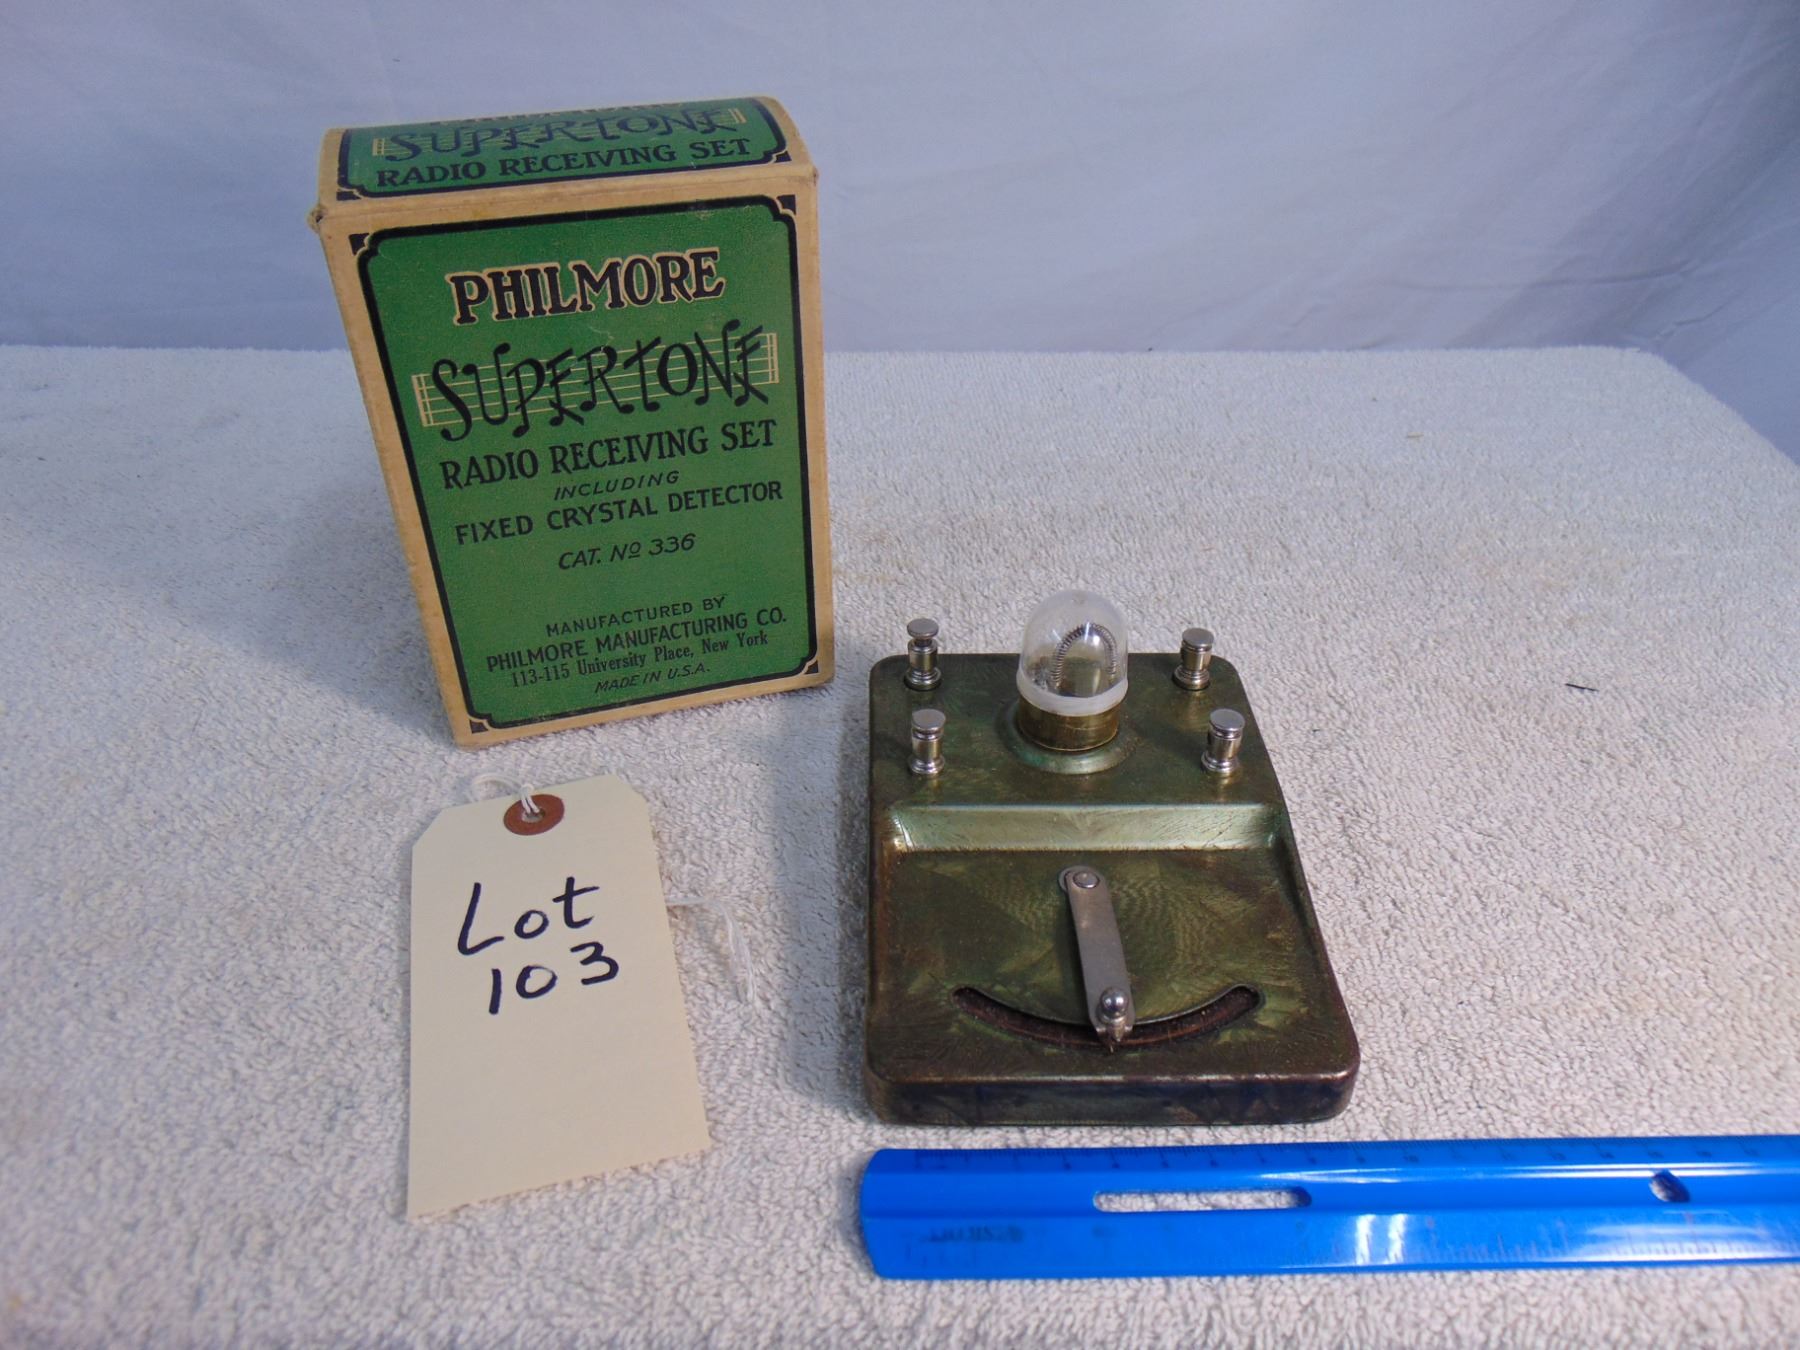 SUPERTONE
RADIO RECEIVING SET
PHILMORE
SUPERTONE
RADIO RECEIVING SET
INCLUDING
FIXED CRYSTAL DETECTOR
CAT. Nº 336
MANUFACTURED BY
PHILMORE MANUFACTURING CO.
113-115 University Place, New York
MADE IN U.S.A.
Lot
103